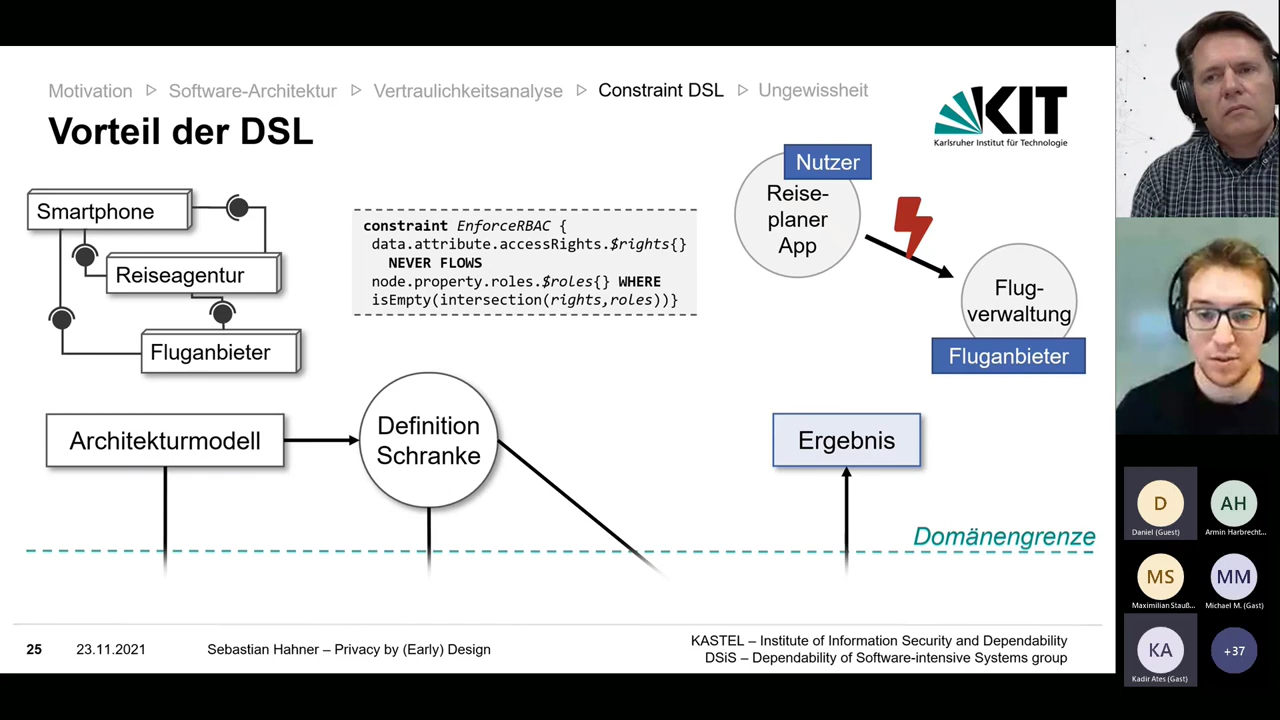 Motivation ▷ Software-Architektur ▷ Vertraulichkeitsanalyse ▷ Constraint DSL ▷ Ungewissheit
Vorteil der DSL
KIT
Karlsruher Institut für Technologie
Smartphone
Reiseagentur
Fluganbieter
constraint EnforceRBAC {
data.attribute.accessRights.$rights{}
NEVER FLOWS
node.property.roles.$roles{} WHERE
isEmpty(intersection(rights,roles))}
Nutzer
Reise-
planer
App
Flug-
verwaltung
Fluganbieter
Architekturmodell
Definition
Schranke
Ergebnis
Domänengrenze
25
23.11.2021
Sebastian Hahner – Privacy by (Early) Design
KASTEL – Institute of Information Security and Dependability
DSiS – Dependability of Software-intensive Systems group
D
Daniel (Guest)
AH
Armin Harbrecht...
MS
Maximilian Stauß...
MM
Michael M. (Gast)
KA
Kadir Ates (Gast)
+37